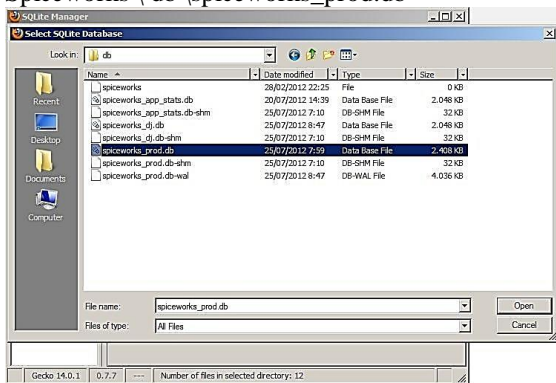 Spiceworks \ db \spiceworks_prod.db
SQLite Manager
Select SQLite Database
Look in: db
Name Date modified Type Size
spiceworks 28/02/2012 22:25 File 0 KB
spiceworks_app_stats.db 20/07/2012 14:39 Data Base File 2.048 KB
spiceworks_app_stats.db-shm 25/07/2012 7:10 DB-SHM File 32 KB
spiceworks_dj.db 25/07/2012 8:47 Data Base File 2.048 KB
spiceworks_dj.db-shm 25/07/2012 7:10 DB-SHM File 32 KB
spiceworks_prod.db 25/07/2012 7:59 Data Base File 2.408 KB
spiceworks_prod.db-shm 25/07/2012 7:10 DB-SHM File 32 KB
spiceworks_prod.db-wal 25/07/2012 8:47 DB-WAL File 4.036 KB
Recent
Desktop
Documents
Computer
File name: spiceworks_prod.db Open
Files of type: All Files Cancel
Gecko 14.0.1 0.7.7 --- Number of files in selected directory: 12